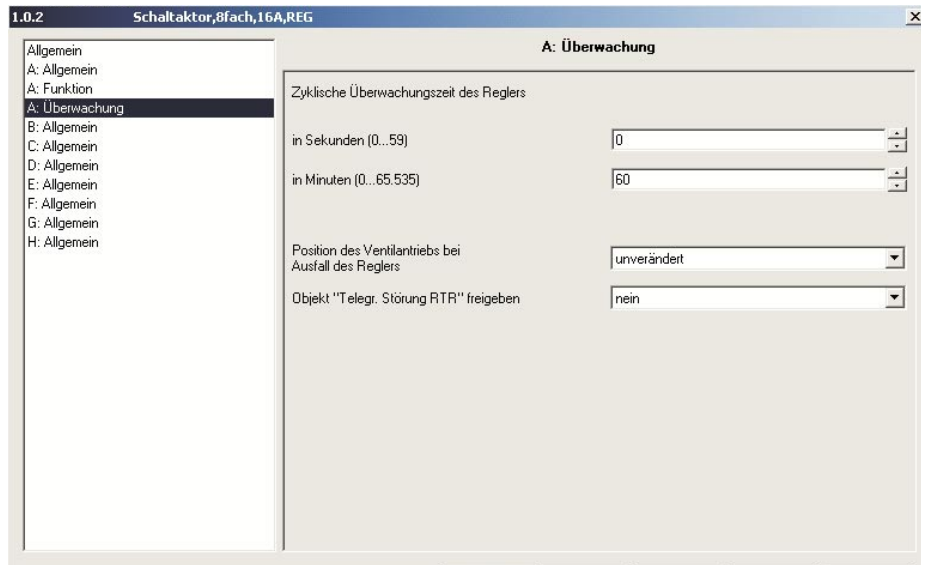 1.0.2 Schaltaktor,8fach,16A,REG
Allgemein
A: Allgemein
A: Funktion
A: Überwachung
B: Allgemein
C: Allgemein
D: Allgemein
E: Allgemein
F: Allgemein
G: Allgemein
H: Allgemein
A: Überwachung
Zyklische Überwachungszeit des Reglers
in Sekunden (0...59)
0
in Minuten (0...65.535)
60
Position des Ventilantriebs bei
Ausfall des Reglers
unverändert
Objekt "Telegr. Störung RTR" freigeben
nein